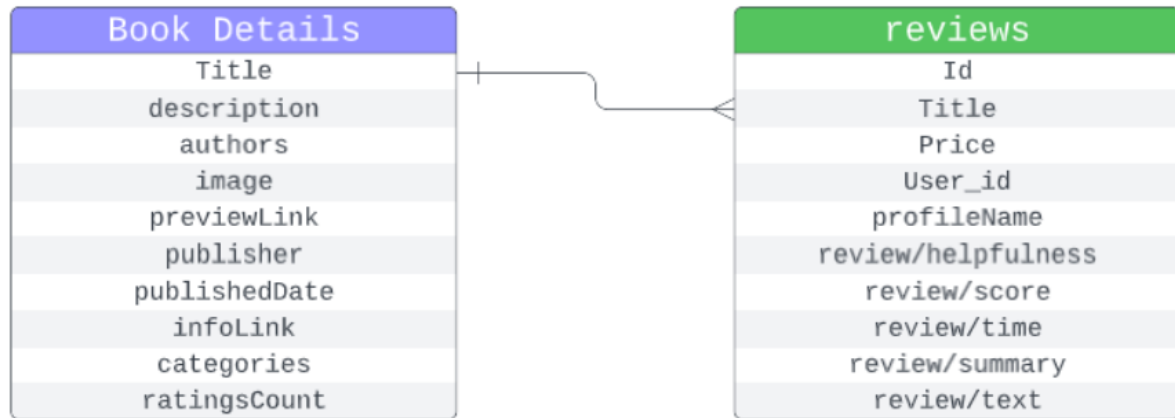 Book Details
Title
description
authors
image
previewLink
publisher
publishedDate
infoLink
categories
ratingsCount
reviews
Id
Title
Price
User_id
profileName
review/helpfulness
review/score
review/time
review/summary
review/text